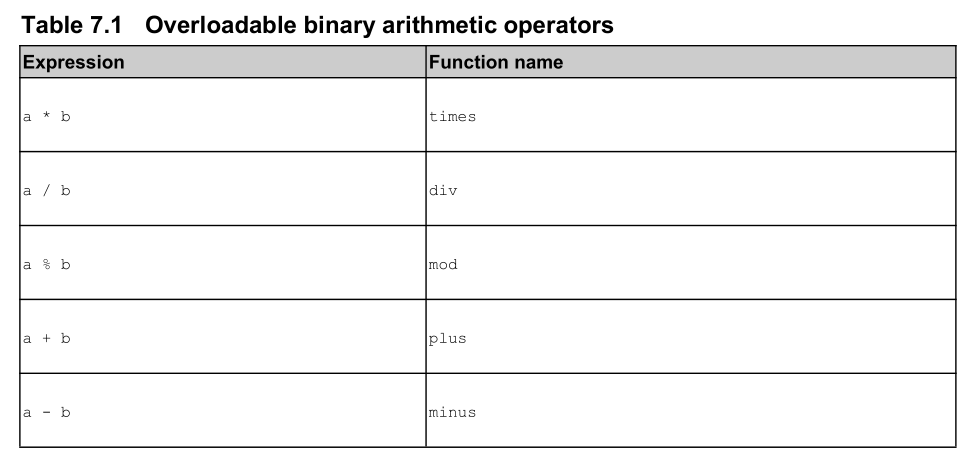 Table 7.1 Overloadable binary arithmetic operators
Expression Function name
a * b times
a / b div
a % b mod
a + b plus
a - b minus